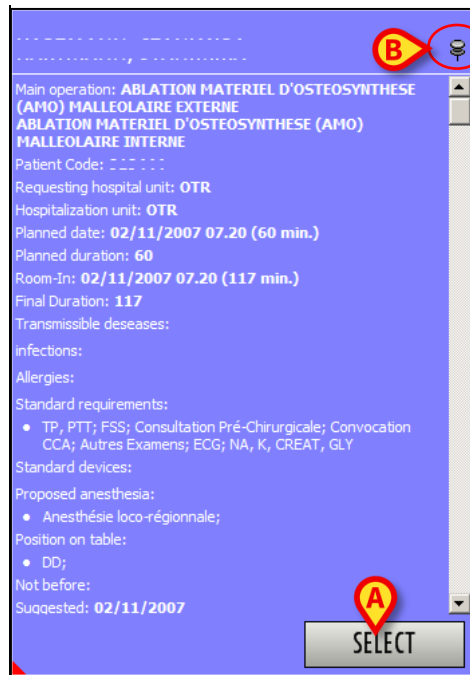 B
Main operation: ABLATION MATERIEL D'OSTEOSYNTHESE
(AMO) MALLEOLAIRE EXTERNE
ABLATION MATERIEL D'OSTEOSYNTHESE (AMO)
MALLEOLAIRE INTERNE
Patient Code:
Requesting hospital unit: OTR
Hospitalization unit: OTR
Planned date: 02/11/2007 07.20 (60 min.)
Planned duration: 60
Room-In: 02/11/2007 07.20 (117 min.)
Final Duration: 117
Transmissible deseases:
infections:
Allergies:
Standard requirements:
• TP, PTT; FSS; Consultation Pré-Chirurgicale; Convocation
CCA; Autres Examens; ECG; NA, K, CREAT, GLY
Standard devices:
Proposed anesthesia:
• Anesthésie loco-régionnale;
Position on table:
• DD;
Not before:
Suggested: 02/11/2007
A
SELECT